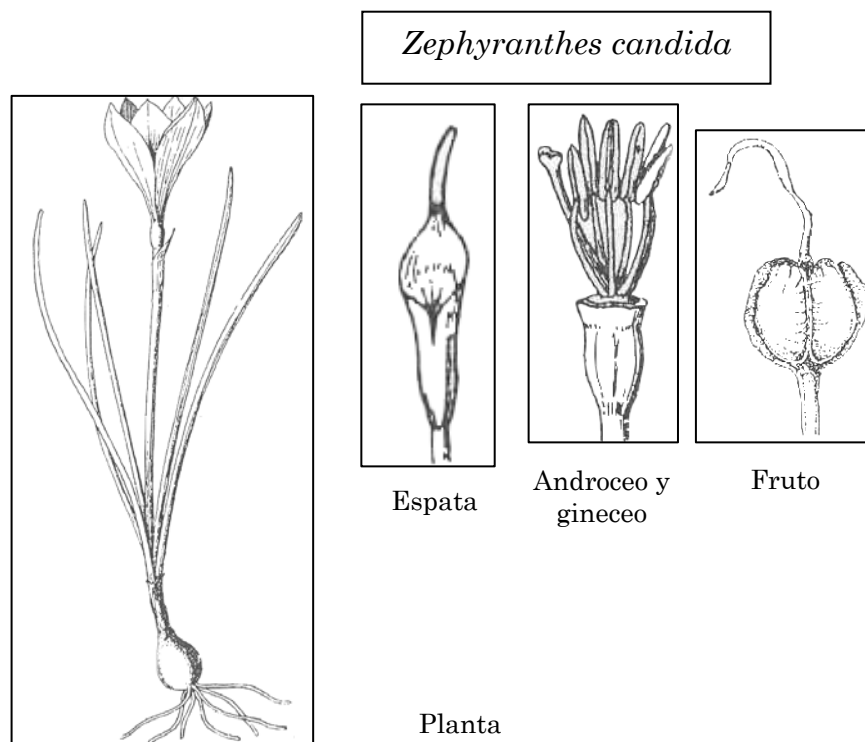 Zephyranthes candida
Espata
Androceo y
gineceo
Fruto
Planta